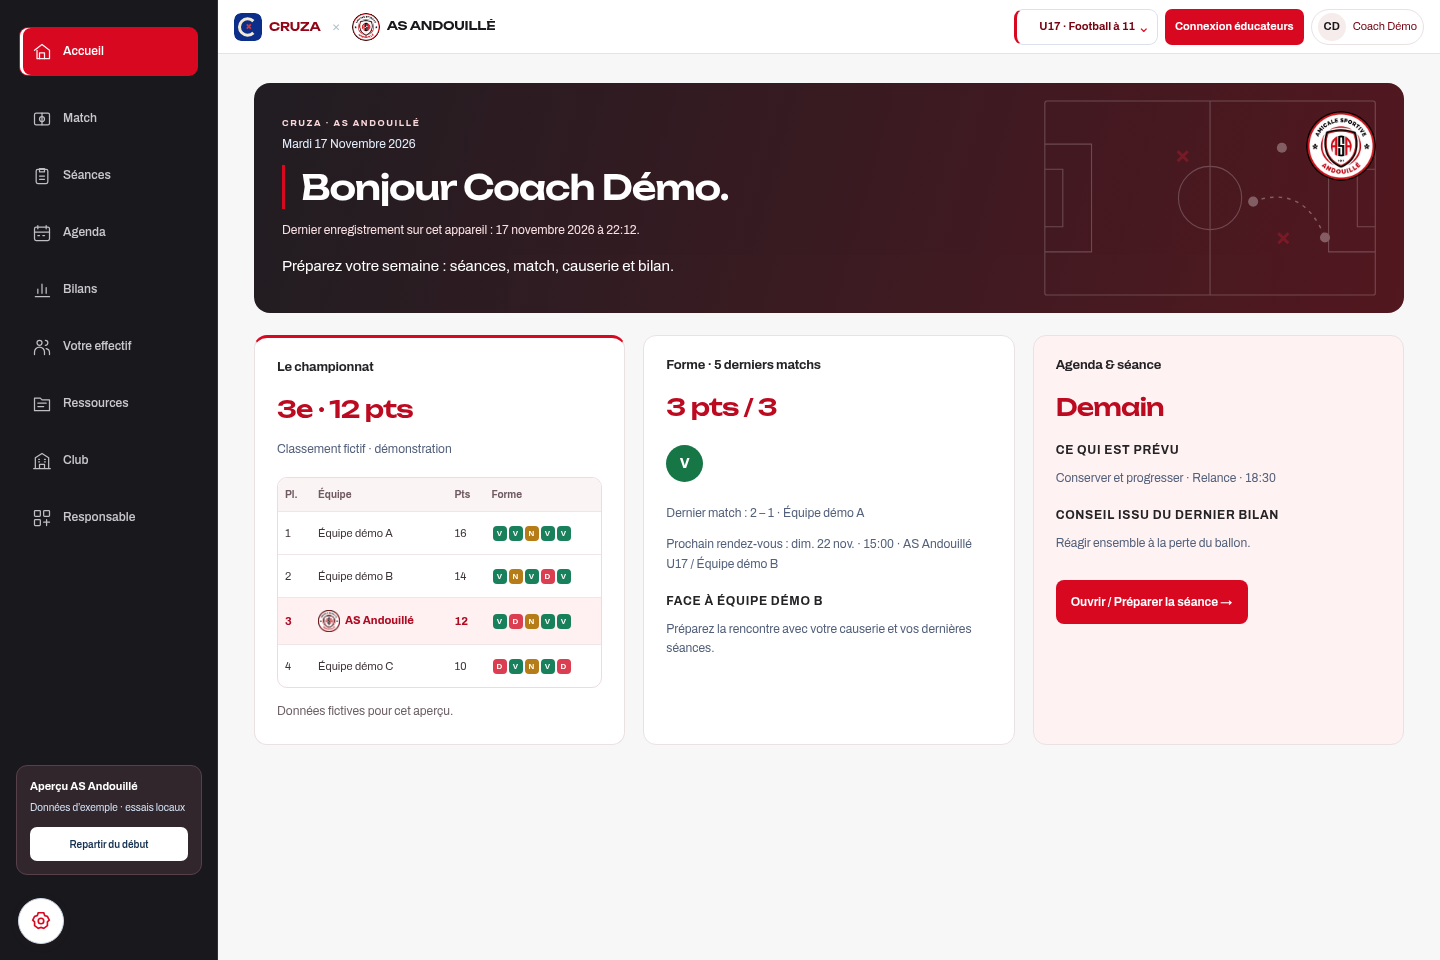 Accueil
Match
Séances
Agenda
Bilans
Votre effectif
Ressources
Club
Responsable
Aperçu AS Andouillé
Données d'exemple · essais locaux
Repartir du début
CRUZA × AS ANDOUILLÉ
U17 · Football à 11
Connexion éducateurs
CD Coach Démo
CRUZA · AS ANDOUILLÉ
Mardi 17 Novembre 2026
Bonjour Coach Démo.
Dernier enregistrement sur cet appareil : 17 novembre 2026 à 22:12.
Préparez votre semaine : séances, match, causerie et bilan.
AMICALE SPORTIVE
ASA
ANDOUILLÉ
Le championnat
3e · 12 pts
Classement fictif · démonstration
Pl. Équipe Pts Forme
1 Équipe démo A 16 V V N V V
2 Équipe démo B 14 V N V D V
3 AS Andouillé 12 V D N V V
4 Équipe démo C 10 D V N V D
Données fictives pour cet aperçu.
Forme · 5 derniers matchs
3 pts / 3
V
Dernier match : 2 – 1 · Équipe démo A
Prochain rendez-vous : dim. 22 nov. · 15:00 · AS Andouillé
U17 / Équipe démo B
FACE À ÉQUIPE DÉMO B
Préparez la rencontre avec votre causerie et vos dernières
séances.
Agenda & séance
Demain
CE QUI EST PRÉVU
Conserver et progresser · Relance · 18:30
CONSEIL ISSU DU DERNIER BILAN
Réagir ensemble à la perte du ballon.
Ouvrir / Préparer la séance →